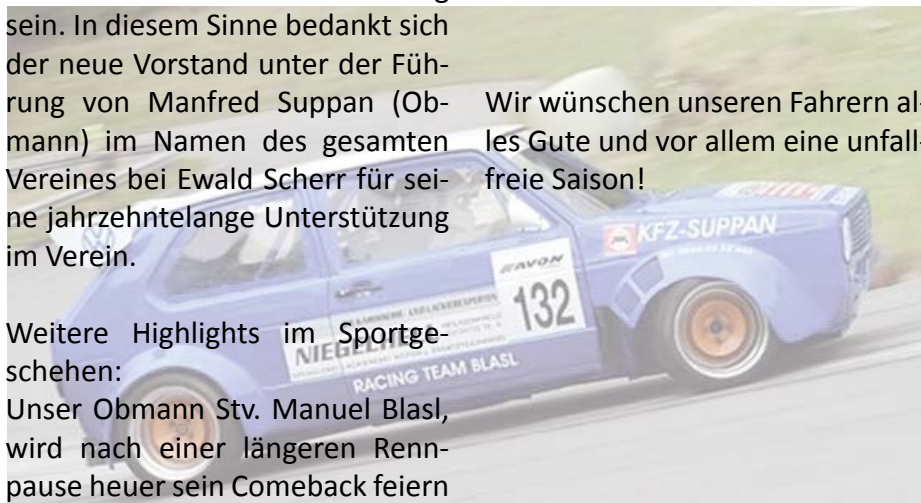 sein. In diesem Sinne bedankt sich
der neue Vorstand unter der Füh-
rung von Manfred Suppan (Ob-
mann) im Namen des gesamten
Vereines bei Ewald Scherr für sei-
ne jahrzehntelange Unterstützung
im Verein.
Weitere Highlights im Sportge-
schehen:
Unser Obmann Stv. Manuel Blasl,
wird nach einer längeren Renn-
pause heuer sein Comeback feiern
Wir wünschen unseren Fahrern al-
les Gute und vor allem eine unfall-
freie Saison!
KFZ-SUPPAN
AVON
132
RACING TEAM BLASL